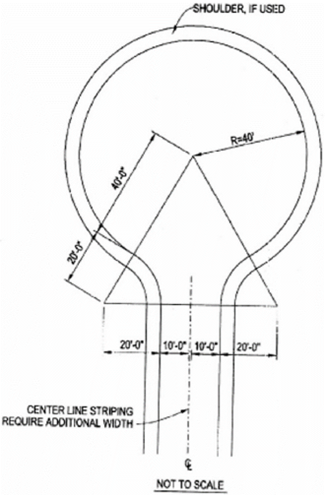 SHOULDER, IF USED
R=40'
40'-0"
20'-0"
20'-0" 10'-0" 10'-0" 20'-0"
CENTER LINE STRIPING
REQUIRE ADDITIONAL WIDTH
℄
NOT TO SCALE